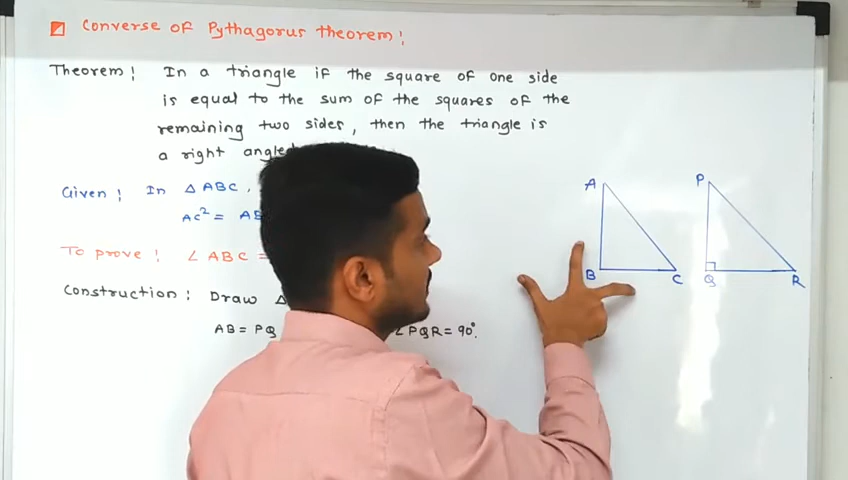 Converse of Pythagorus theorem!
Theorem! In a triangle if the square of one side
is equal to the sum of the squares of the
remaining two sides, then the triangle is
a right angled
Given! In △ ABC,
AC² = AB
To prove! ∠ ABC =
Construction: Draw △
AB = PQ ∠ PQR = 90°.
A
B
C
P
Q
R